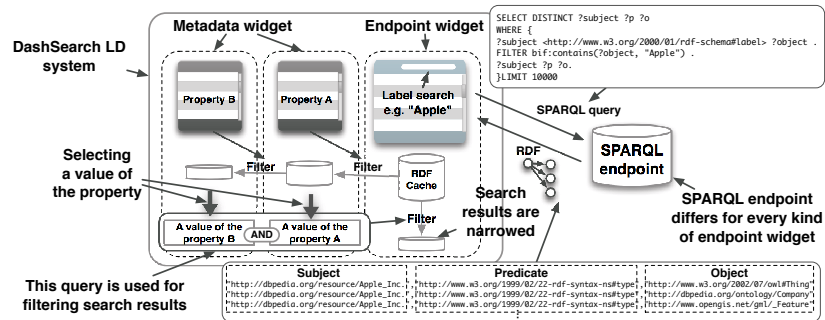 DashSearch LD
system
Metadata widget
Endpoint widget
SELECT DISTINCT ?subject ?p ?o
WHERE {
?subject <http://www.w3.org/2000/01/rdf-schema#label> ?object .
FILTER bif:contains(?object, "Apple") .
?subject ?p ?o.
}LIMIT 10000
Property B
Property A
Label search
e.g. "Apple"
SPARQL query
SPARQL
endpoint
RDF
Selecting
a value of
the property
Filter
Filter
RDF
Cache
Search
results are
narrowed
SPARQL endpoint
differs for every kind
of endpoint widget
A value of the
property B
AND
A value of the
property A
Filter
This query is used for
filtering search results
Subject
Predicate
Object
"http://dbpedia.org/resource/Apple_Inc.","http://www.w3.org/1999/02/22-rdf-syntax-ns#type","http://www.w3.org/2002/07/owl#Thing"
"http://dbpedia.org/resource/Apple_Inc.","http://www.w3.org/1999/02/22-rdf-syntax-ns#type","http://dbpedia.org/ontology/Company"
"http://dbpedia.org/resource/Apple_Inc.","http://www.w3.org/1999/02/22-rdf-syntax-ns#type","http://www.opengis.net/gml/_Feature"